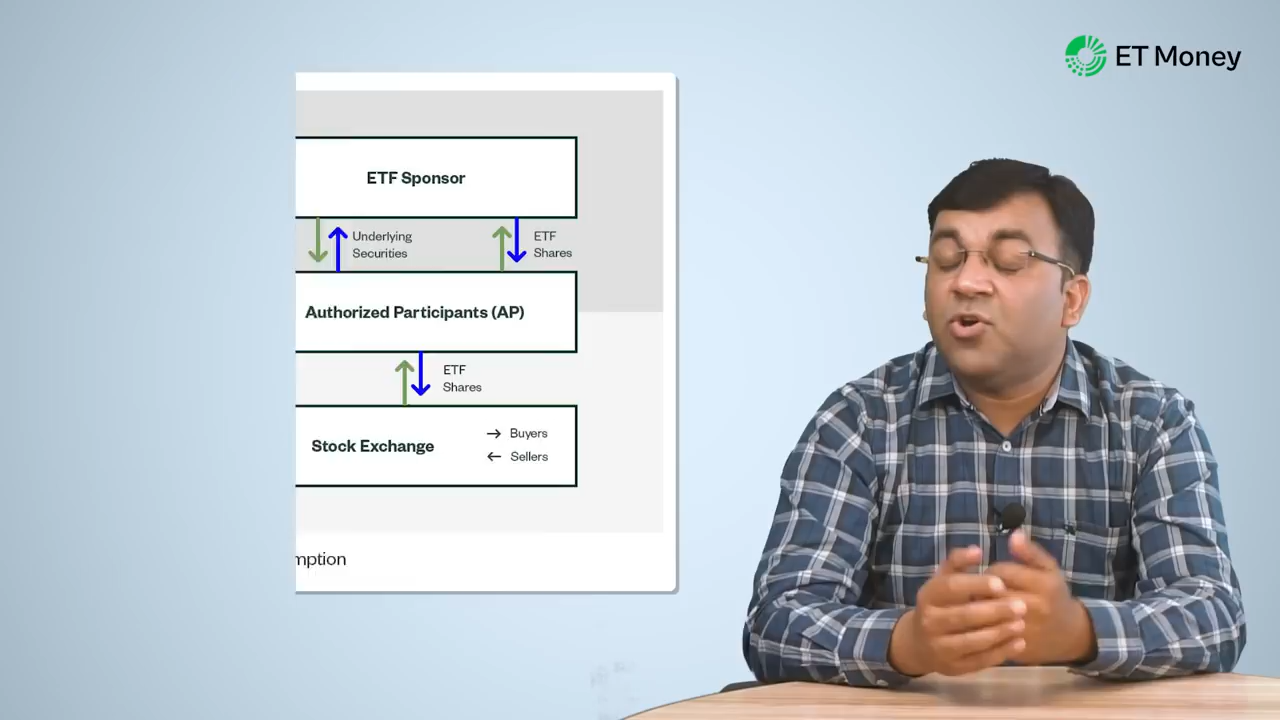 ET Money
ETF Sponsor
Underlying
Securities
ETF
Shares
Authorized Participants (AP)
ETF
Shares
Stock Exchange
→ Buyers
← Sellers
mption